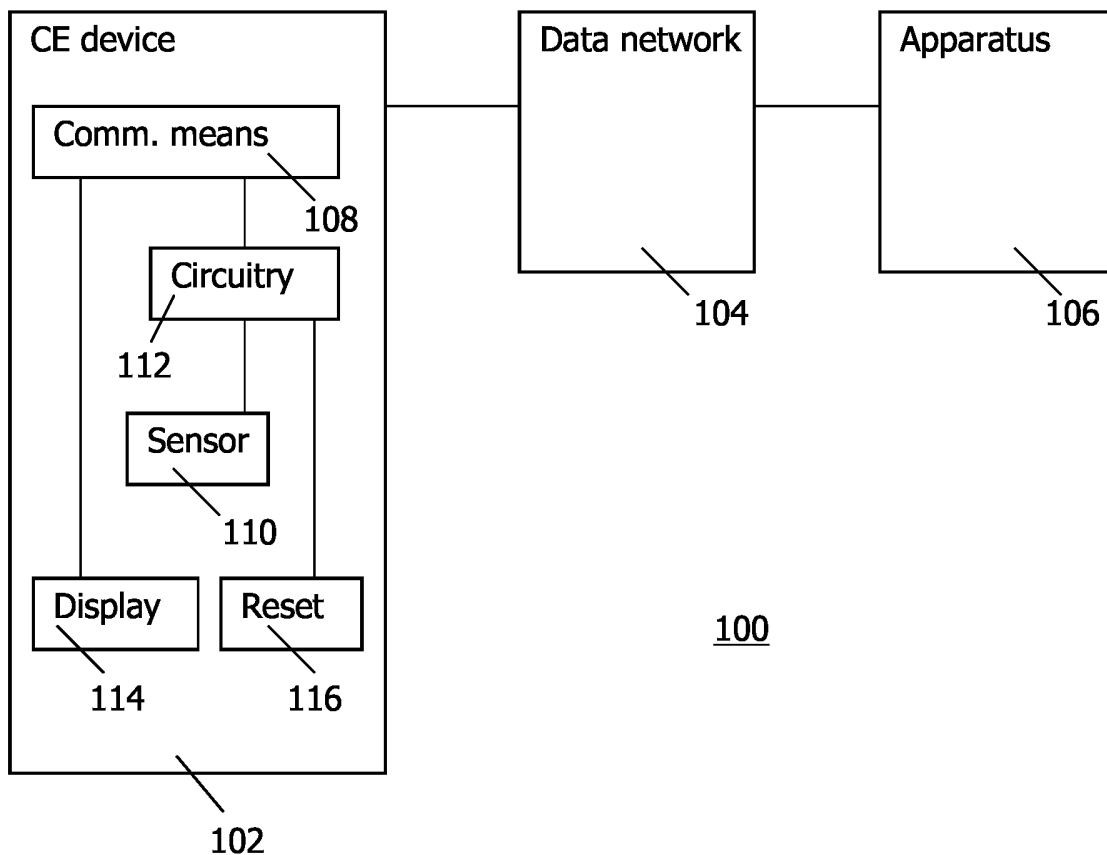 CE device
Data network
Apparatus
Comm. means
108
Circuitry
104
106
112
Sensor
110
Display
Reset
100
114
116
102